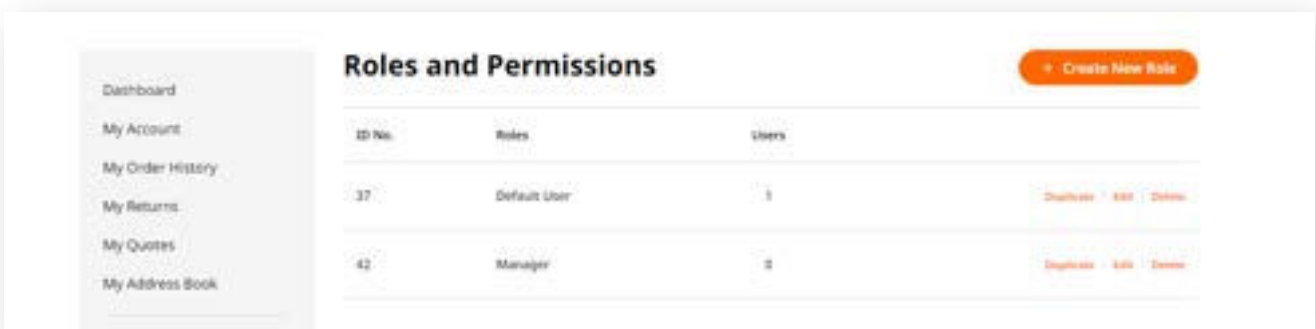 Dashboard
My Account
My Order History
My Returns
My Quotes
My Address Book
Roles and Permissions
+ Create New Role
ID No. Roles Users
37 Default User 1 Duplicate Edit Delete
42 Manager 0 Duplicate Edit Delete